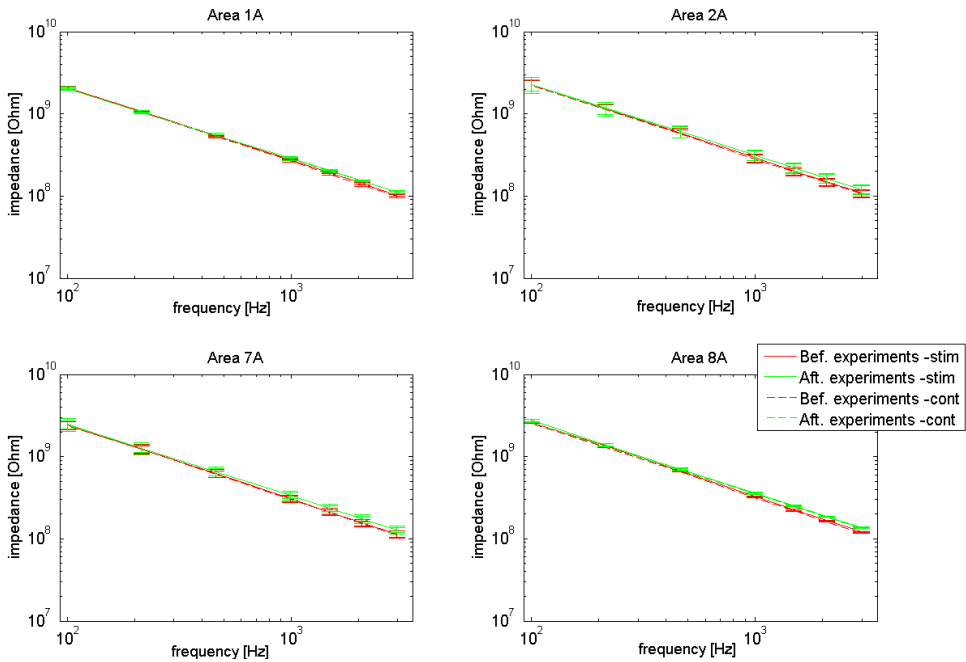 Area 1A
10^10
10^9
10^8
10^7
impedance [Ohm]
10^2
10^3
frequency [Hz]
Area 2A
10^10
10^9
10^8
10^7
impedance [Ohm]
10^2
10^3
frequency [Hz]
Area 7A
10^10
10^9
10^8
10^7
impedance [Ohm]
10^2
10^3
frequency [Hz]
Area 8A
10^10
10^9
10^8
10^7
impedance [Ohm]
10^2
10^3
frequency [Hz]
Bef. experiments -stim
Aft. experiments -stim
Bef. experiments -cont
Aft. experiments -cont